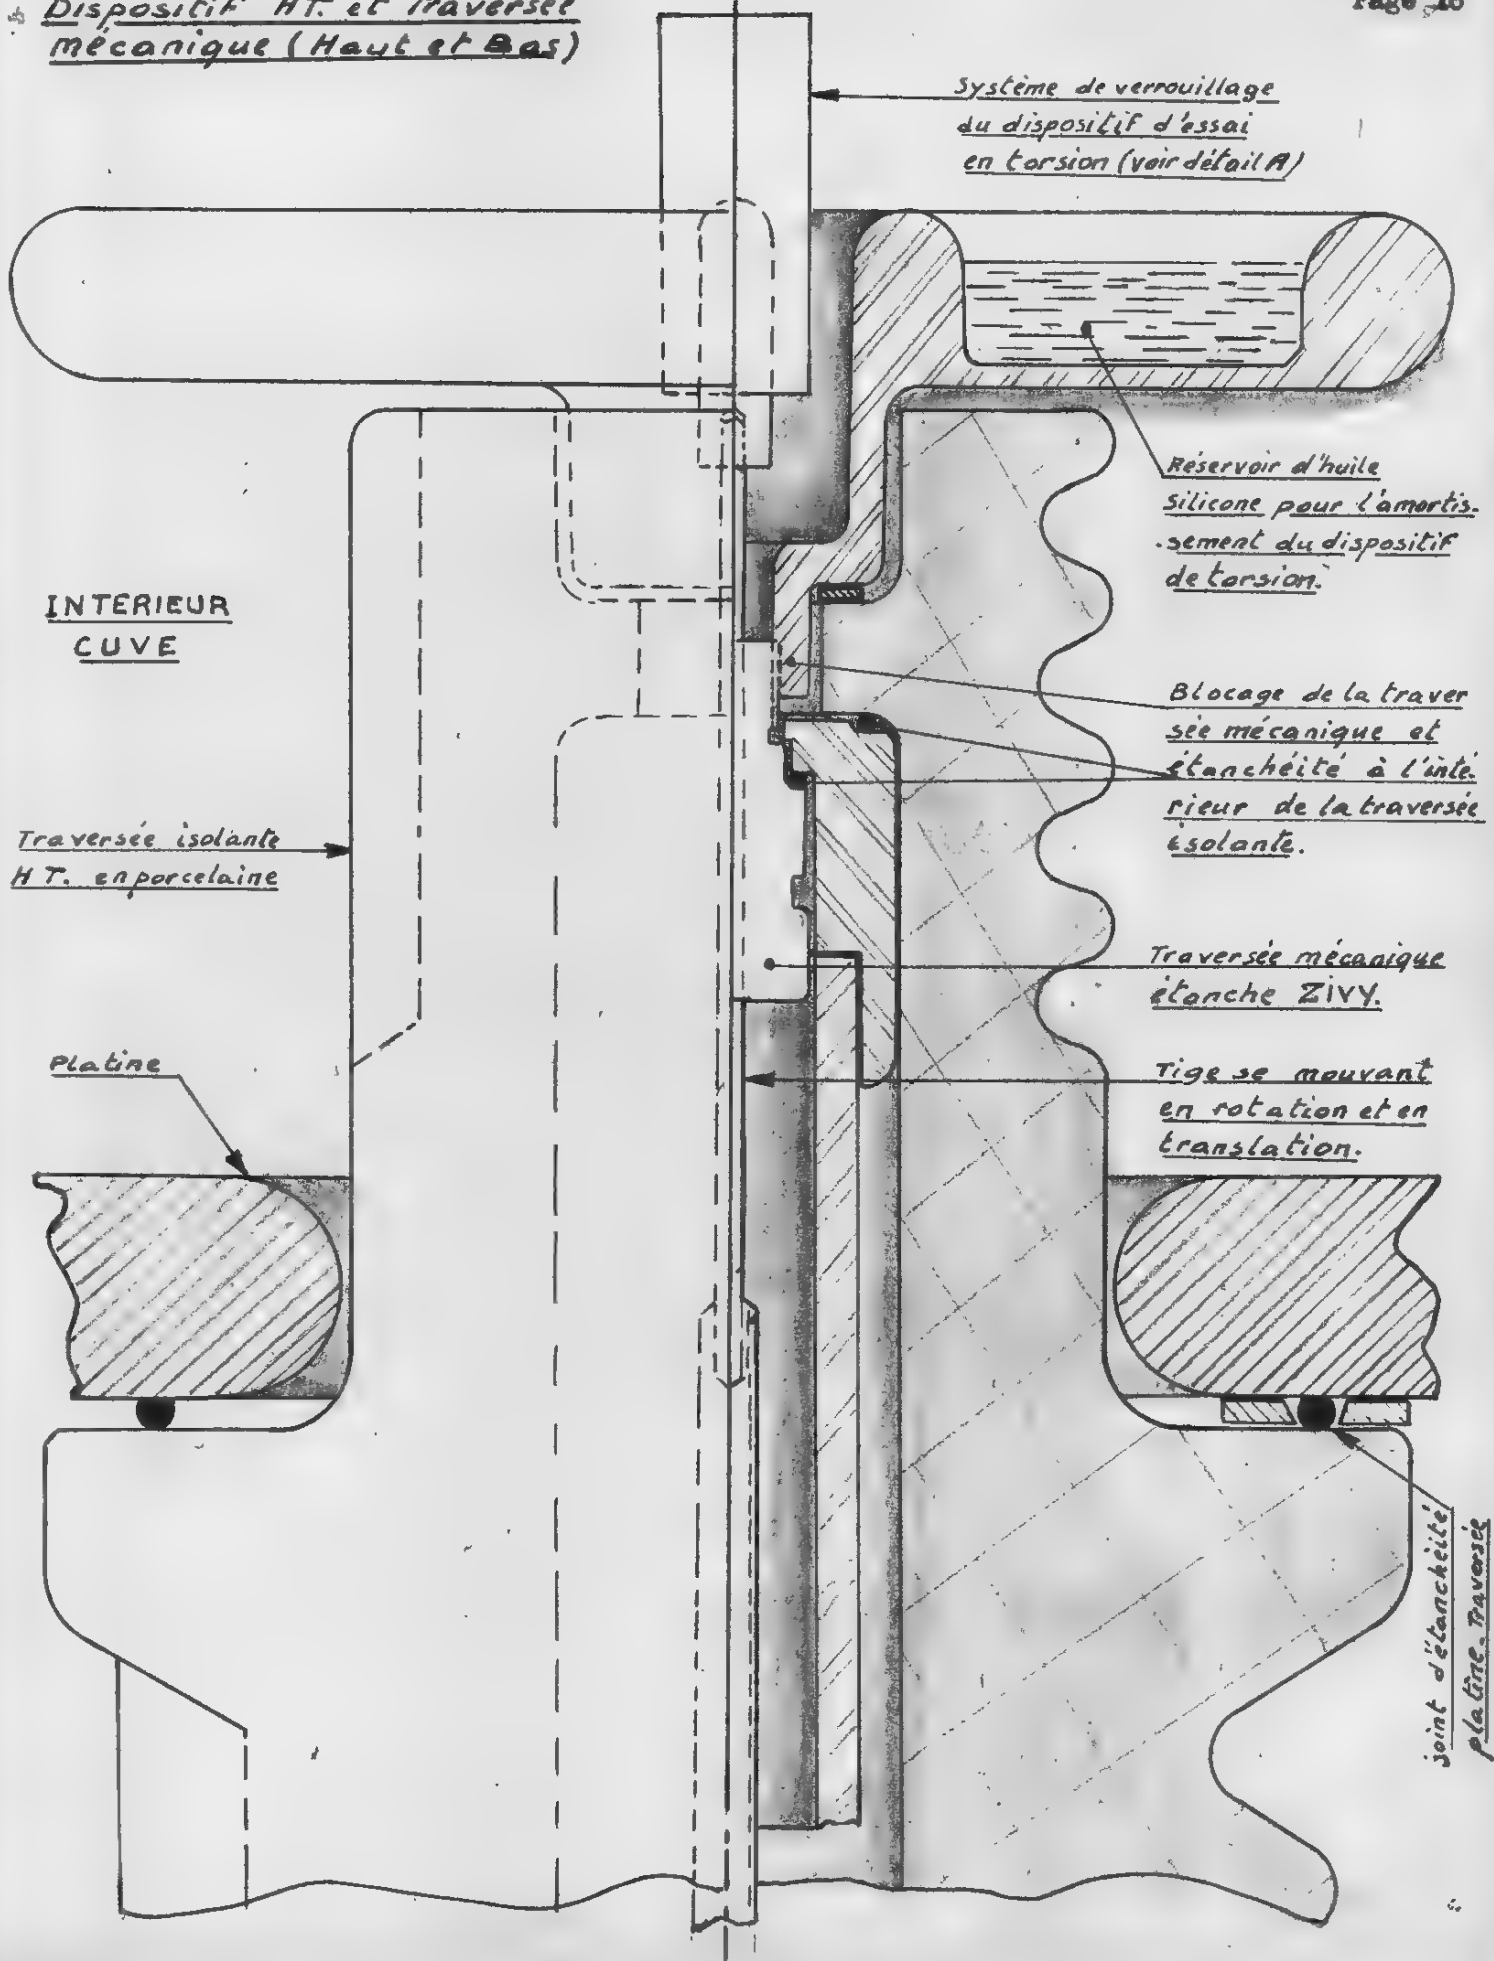 Dispositif HT. et Traversée
mécanique (Haut et Bas)
Page
Système de verrouillage
du dispositif d'essai
en torsion (voir détail A)
Réservoir d'huile
silicone pour l'amortis-
.sement du dispositif
de torsion.
INTERIEUR
CUVE
Blocage de la traver
sée mécanique et
étanchéité à l'inté-
rieur de la traversée
isolante.
Traversée isolante
HT. en porcelaine
Traversée mécanique
étanche ZIVY.
Platine
Tige se mouvant
en rotation et en
translation.
joint d'étanchéité
platine-traversée